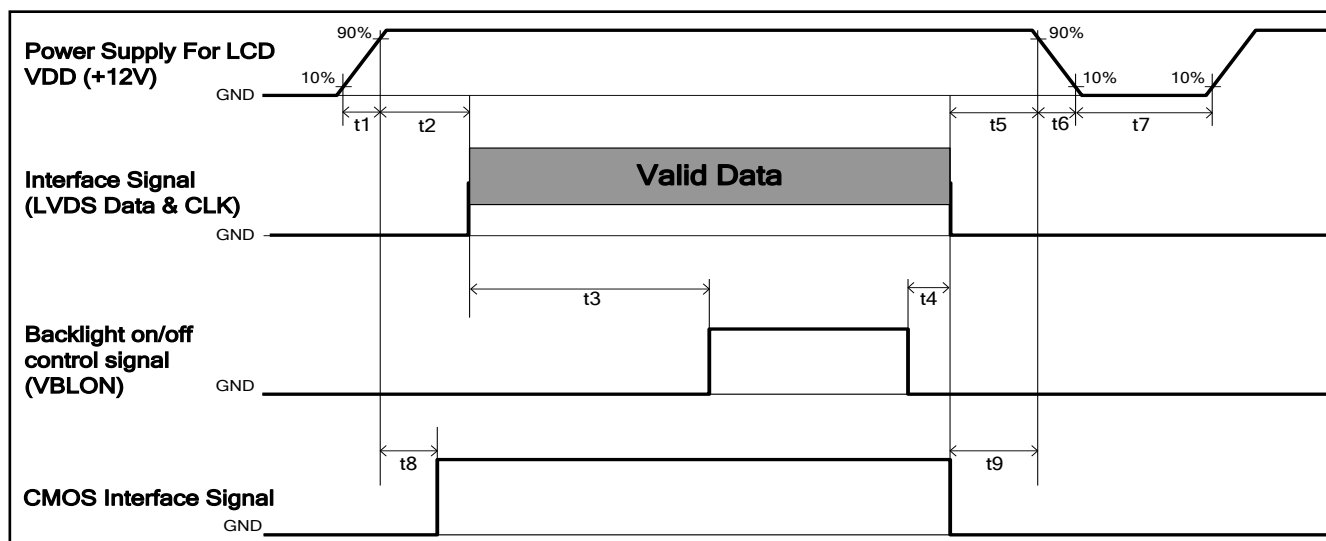 Power Supply For LCD
VDD (+12V)
90%
10%
GND
t1
t2
90%
10%
10%
t5
t6
t7
Interface Signal
(LVDS Data & CLK)
Valid Data
GND
t3
t4
Backlight on/off
control signal
(VBLON)
GND
t8
t9
CMOS Interface Signal
GND